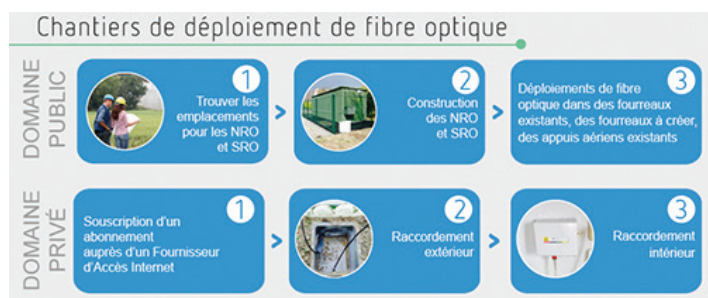 Chantiers de déploiement de fibre optique
DOMAINE
PUBLIC
1
Trouver les
emplacements
pour les NRO
et SRO
>
2
Construction
des NRO
et SRO
>
3
Déploiements de fibre
optique dans des fourreaux
existants, des fourreaux à créer,
des appuis aériens existants
DOMAINE
PRIVÉ
1
Souscription d'un
abonnement
auprès d'un Fournisseur
d'Accès Internet
>
2
Raccordement
extérieur
>
3
Raccordement
intérieur